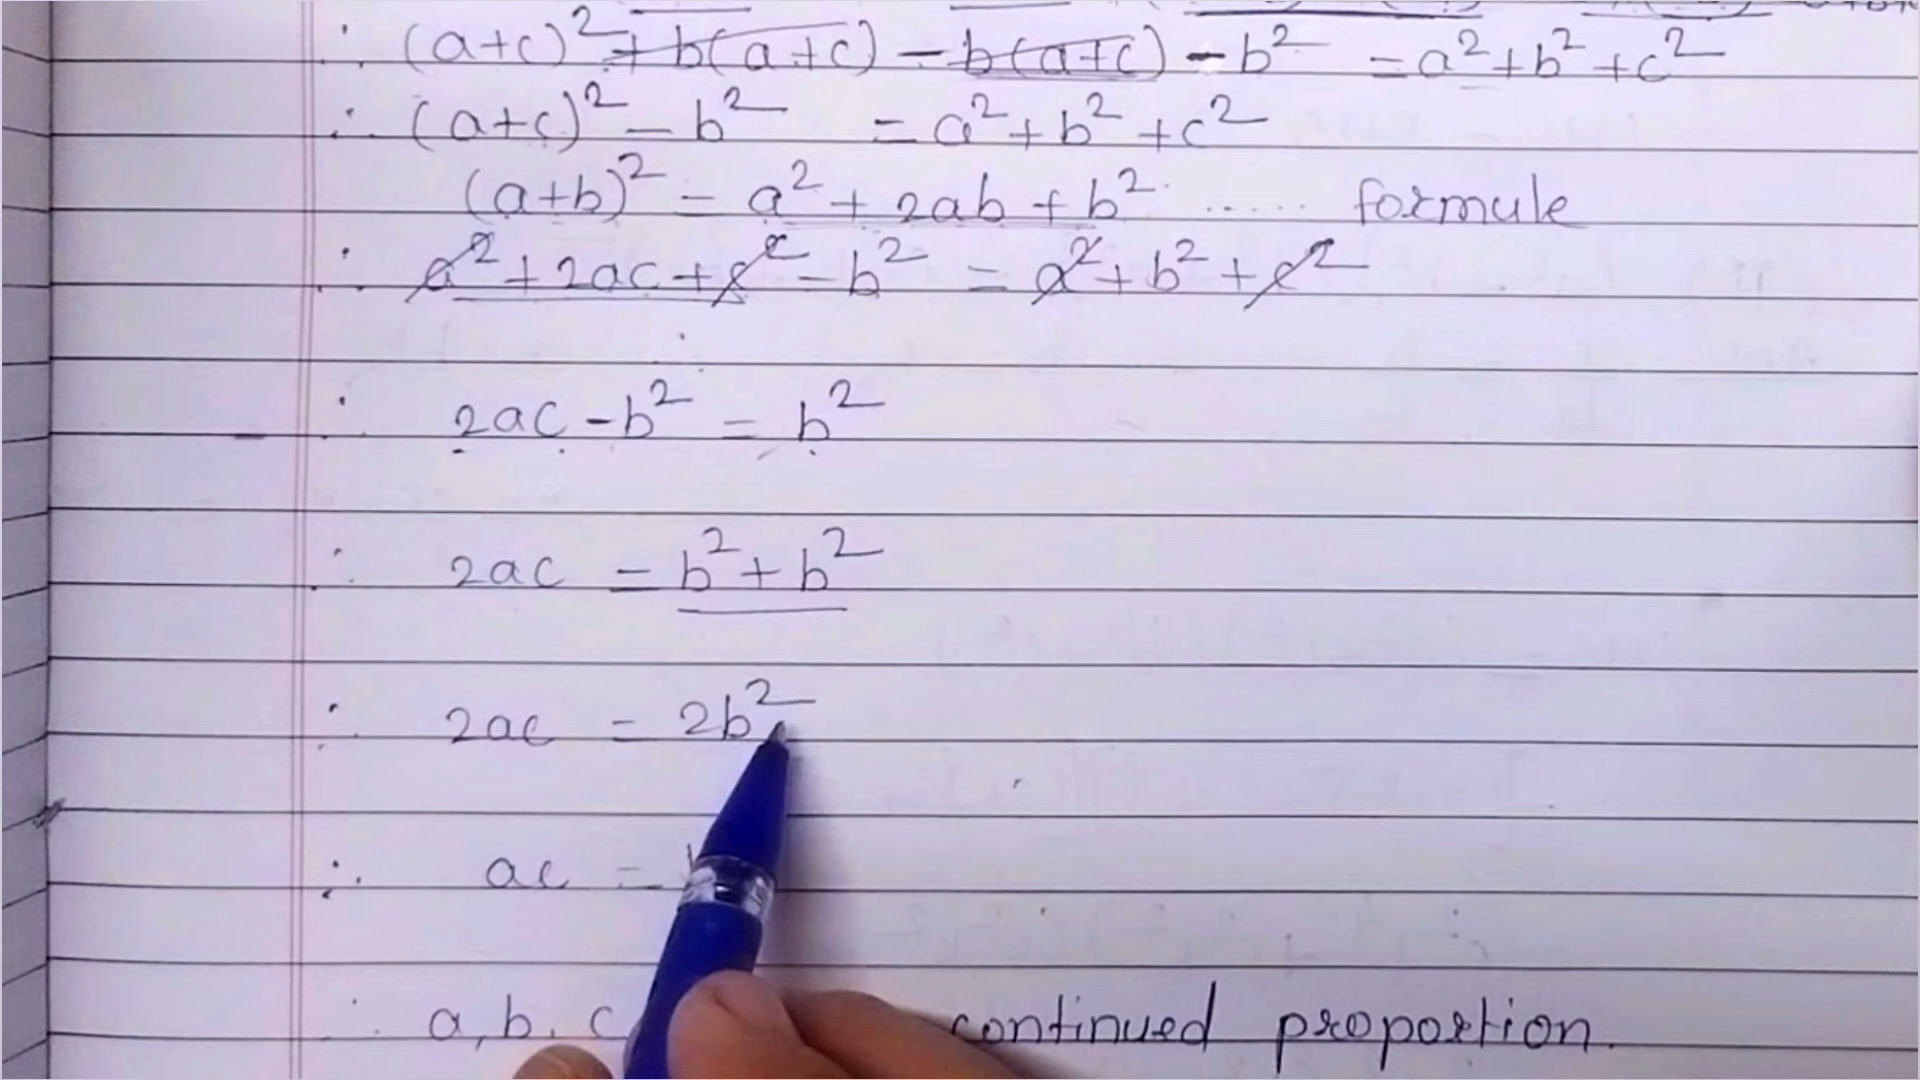 ∴ (a+c)² + b(a+c) - b(a+c) - b² = a² + b² + c²
∴ (a+c)² - b² = a² + b² + c²
(a+b)² = a² + 2ab + b² ..... formule
∴ a² + 2ac + c² - b² = a² + b² + c²
∴ 2ac - b² = b²
∴ 2ac = b² + b²
∴ 2ac = 2b²
∴ ac =
∴ a, b, c continued proportion.